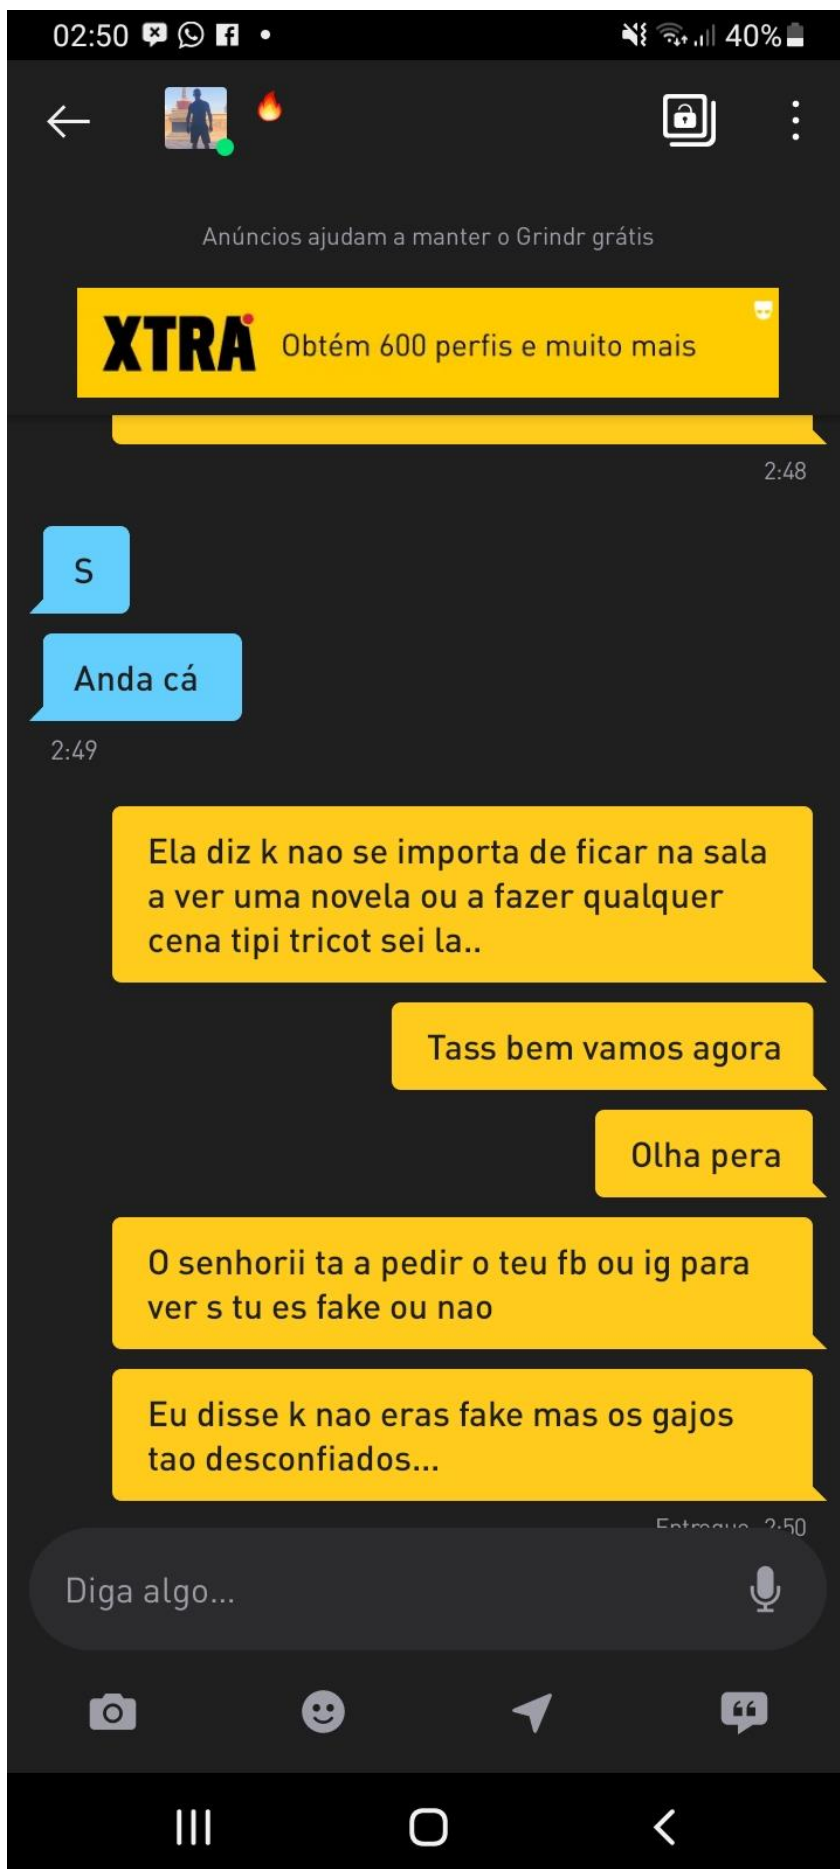 02:50
40%
Anúncios ajudam a manter o Grindr grátis
XTRA Obtém 600 perfis e muito mais
2:48
S
Anda cá
2:49
Ela diz k nao se importa de ficar na sala
a ver uma novela ou a fazer qualquer
cena tipi tricot sei la..
Tass bem vamos agora
Olha pera
O senhorii ta a pedir o teu fb ou ig para
ver s tu es fake ou nao
Eu disse k nao eras fake mas os gajos
tao desconfiados...
Entregue 2:50
Diga algo...